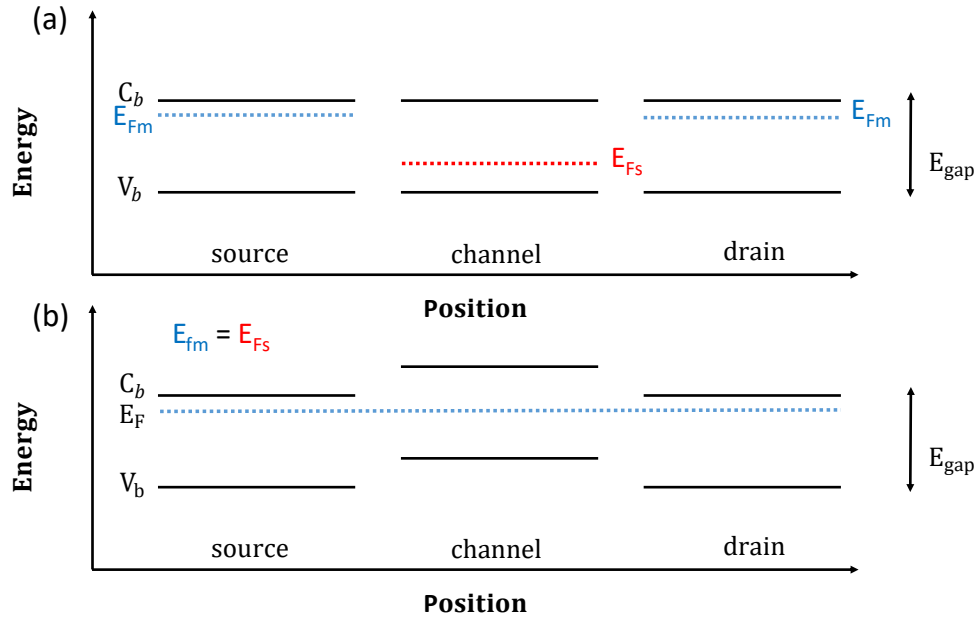 (a)
Energy
C_b
E_Fm
V_b
E_Fs
E_Fm
E_gap
source channel drain
Position
(b)
Energy
E_fm = E_Fs
C_b
E_F
V_b
E_gap
source channel drain
Position